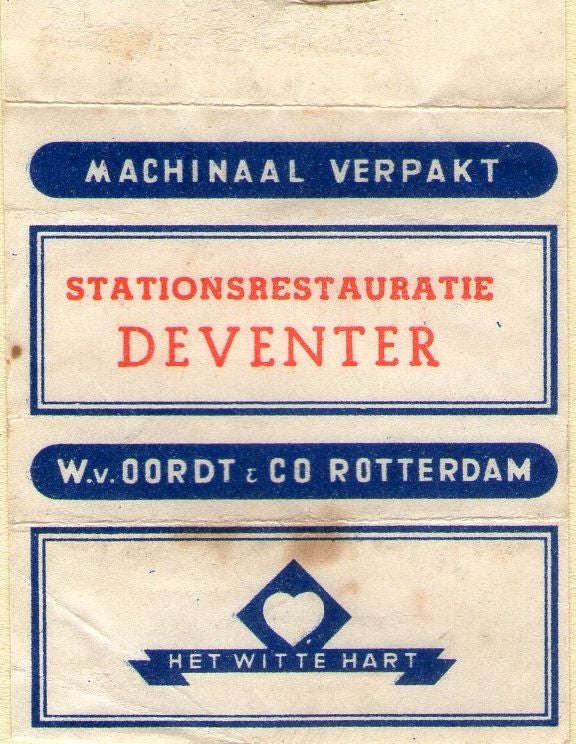 MACHINAAL VERPAKT
STATIONSRESTAURATIE
DEVENTER
W.v. OORDT & CO ROTTERDAM
HET WITTE HART